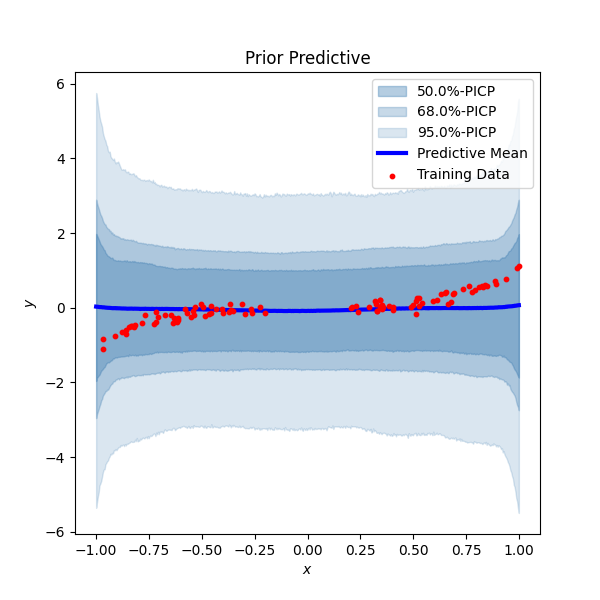 Prior Predictive
50.0%-PICP
68.0%-PICP
95.0%-PICP
Predictive Mean
Training Data
6
4
2
0
−2
−4
−6
y
−1.00 −0.75 −0.50 −0.25 0.00 0.25 0.50 0.75 1.00
x